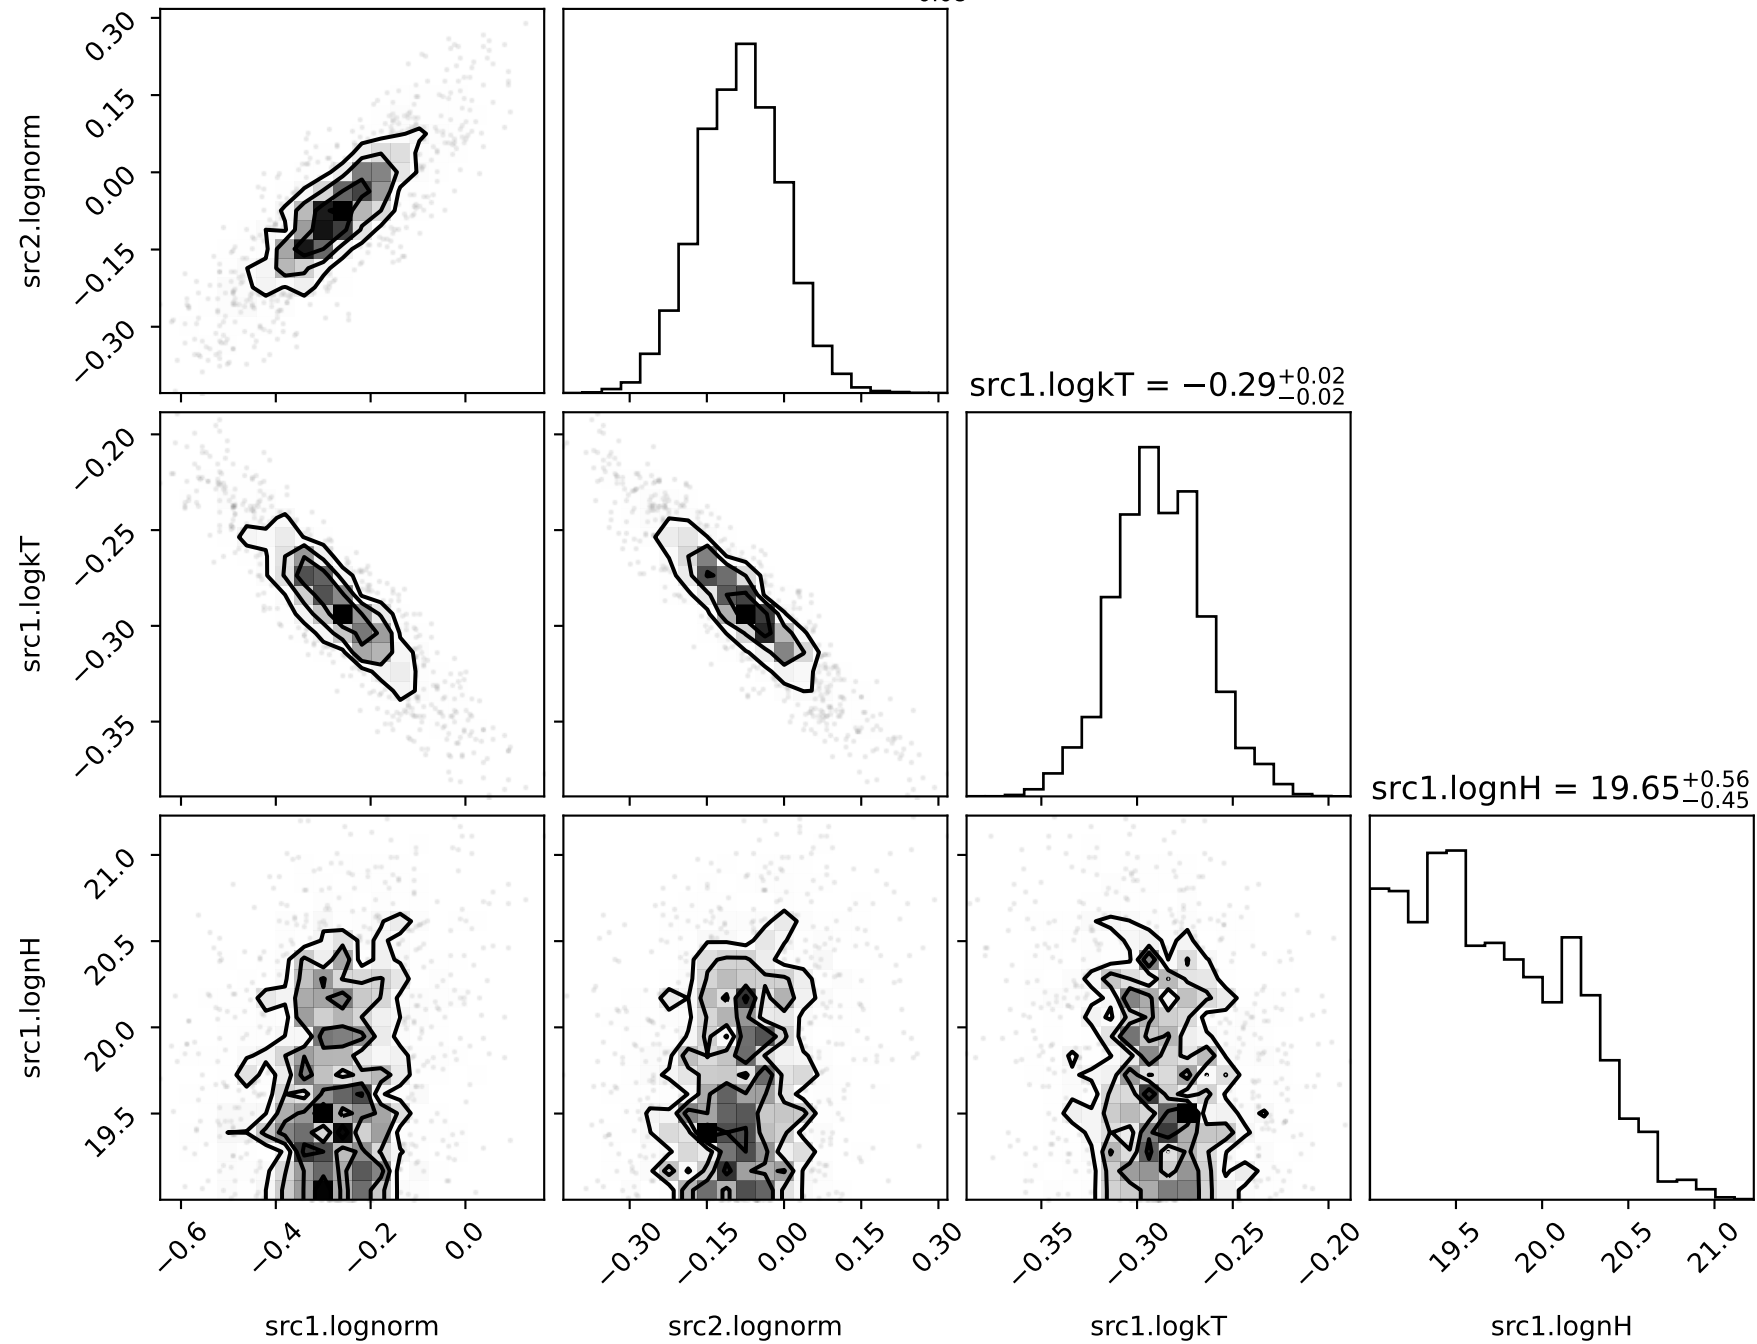 0.30
0.15
0.00
−0.15
−0.30
src2.lognorm
src1.logkT = −0.29 +0.02 −0.02
−0.20
−0.25
−0.30
−0.35
src1.logkT
src1.lognH = 19.65 +0.56 −0.45
21.0
20.5
20.0
19.5
src1.lognH
−0.6 −0.4 −0.2 0.0 −0.30 −0.15 0.00 0.15 0.30 −0.35 −0.30 −0.25 −0.20 19.5 20.0 20.5 21.0
src1.lognorm src2.lognorm src1.logkT src1.lognH